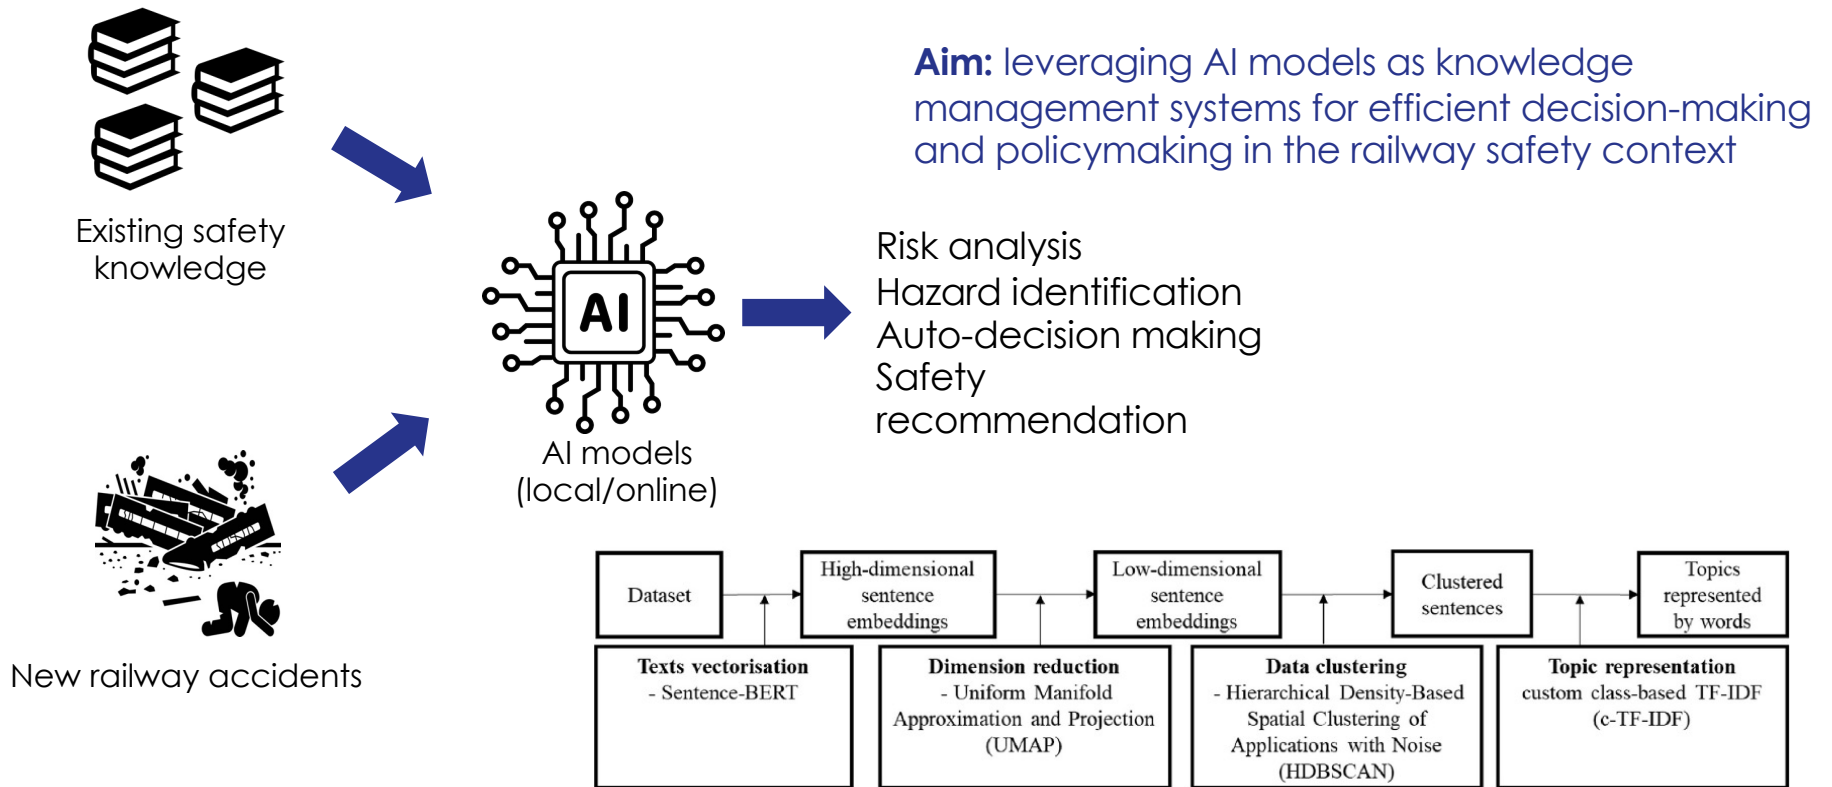 Aim: leveraging AI models as knowledge
management systems for efficient decision-making
and policymaking in the railway safety context
Existing safety
knowledge
AI
AI models
(local/online)
Risk analysis
Hazard identification
Auto-decision making
Safety
recommendation
New railway accidents
Dataset
High-dimensional
sentence
embeddings
Low-dimensional
sentence
embeddings
Clustered
sentences
Topics
represented
by words
Texts vectorisation
- Sentence-BERT
Dimension reduction
- Uniform Manifold
Approximation and Projection
(UMAP)
Data clustering
- Hierarchical Density-Based
Spatial Clustering of
Applications with Noise
(HDBSCAN)
Topic representation
custom class-based TF-IDF
(c-TF-IDF)